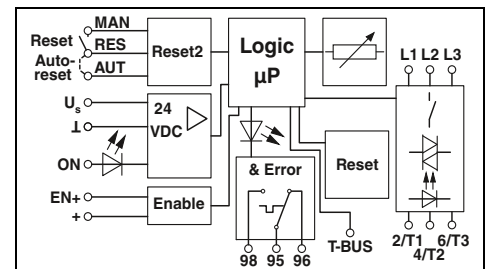 MAN
Reset
RES
Auto-
reset
AUT
Reset2
Logic
µP
L1 L2 L3
Us
⊥
24
VDC
ON
& Error
Reset
EN+
+
Enable
98 95 96
T-BUS
2/T1 6/T3
4/T2